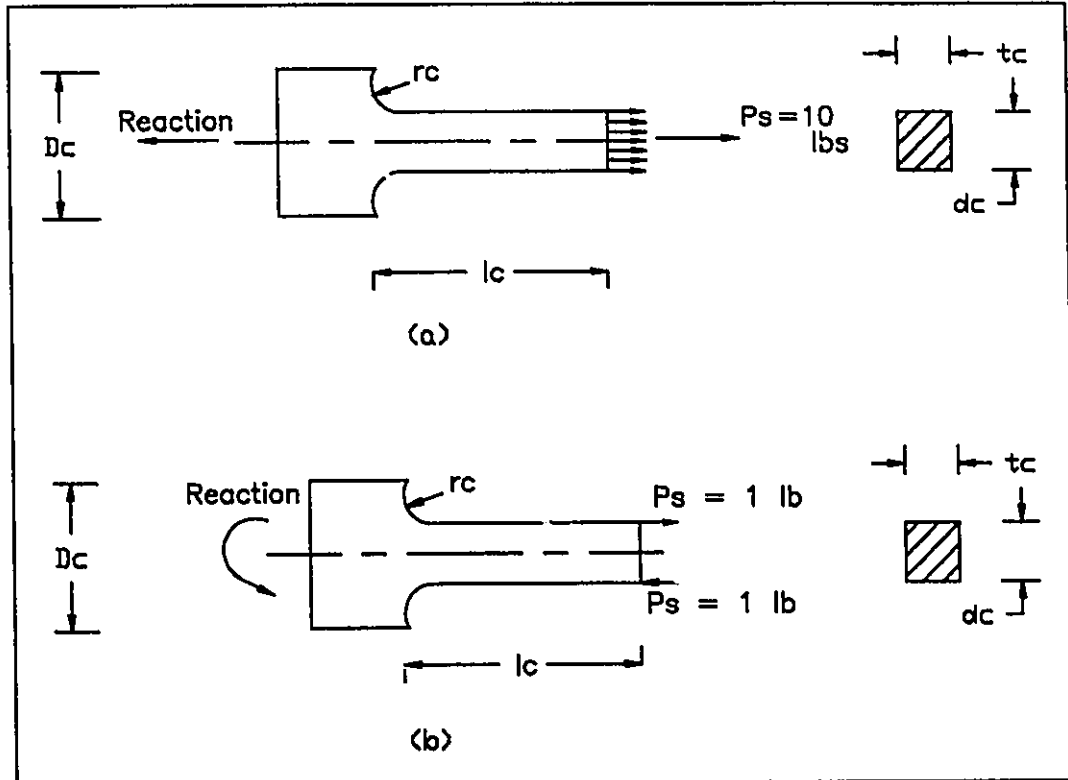 rc
tc
Reaction
Dc
Ps = 10
lbs
dc
lc
(a)
rc
tc
Reaction
Ps = 1 lb
Dc
Ps = 1 lb
dc
lc
(b)